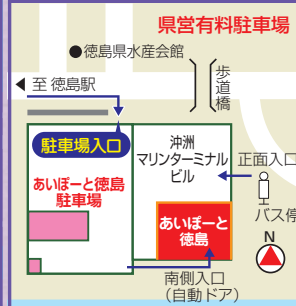 県営有料駐車場
●徳島県水産会館
◀ 至 徳島駅
歩道橋
駐車場入口
沖洲
マリンターミナル
ビル
正面入口
あいぽーと徳島
駐車場
バス停
あいぽーと
徳島
N
南側入口
（自動ドア）